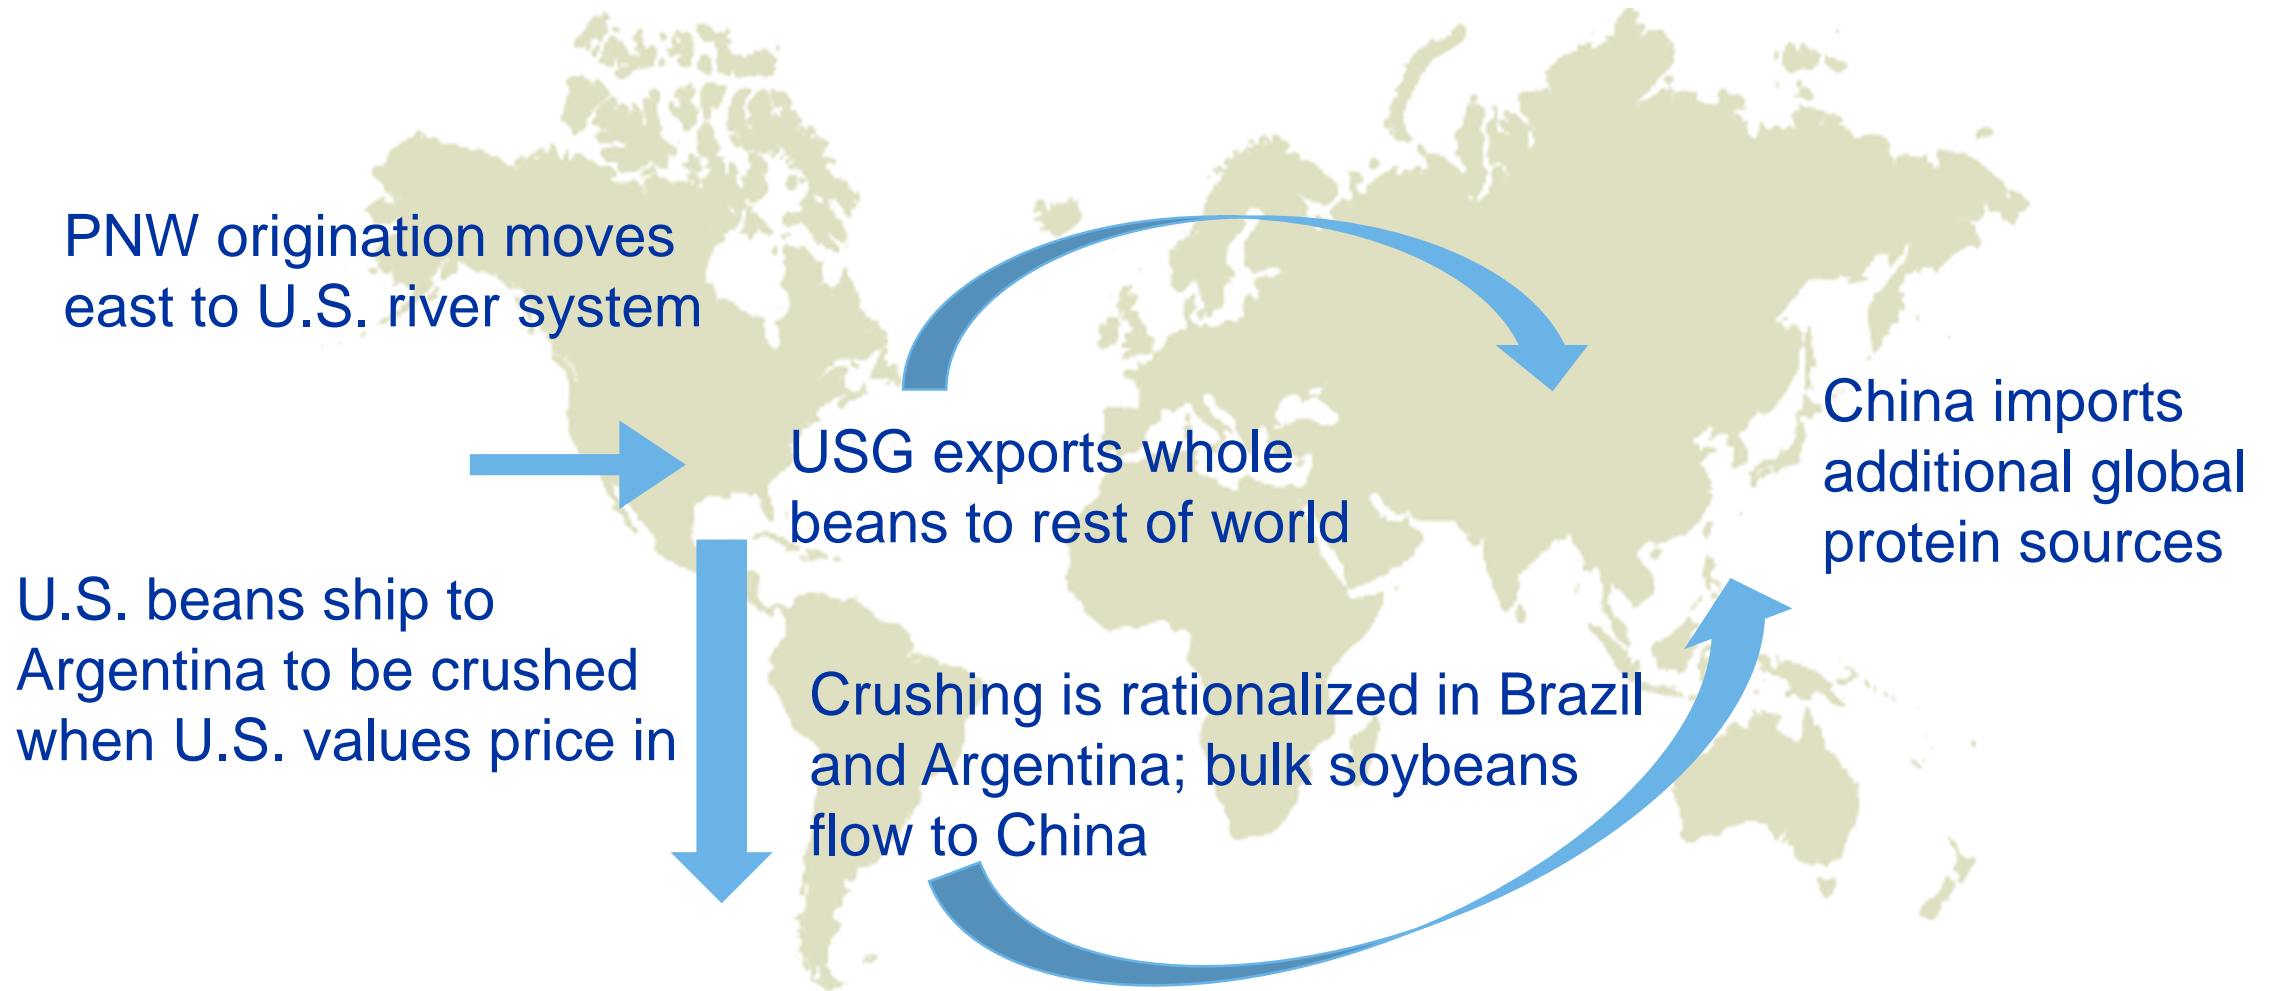 PNW origination moves
east to U.S. river system
USG exports whole
beans to rest of world
China imports
additional global
protein sources
U.S. beans ship to
Argentina to be crushed
when U.S. values price in
Crushing is rationalized in Brazil
and Argentina; bulk soybeans
flow to China